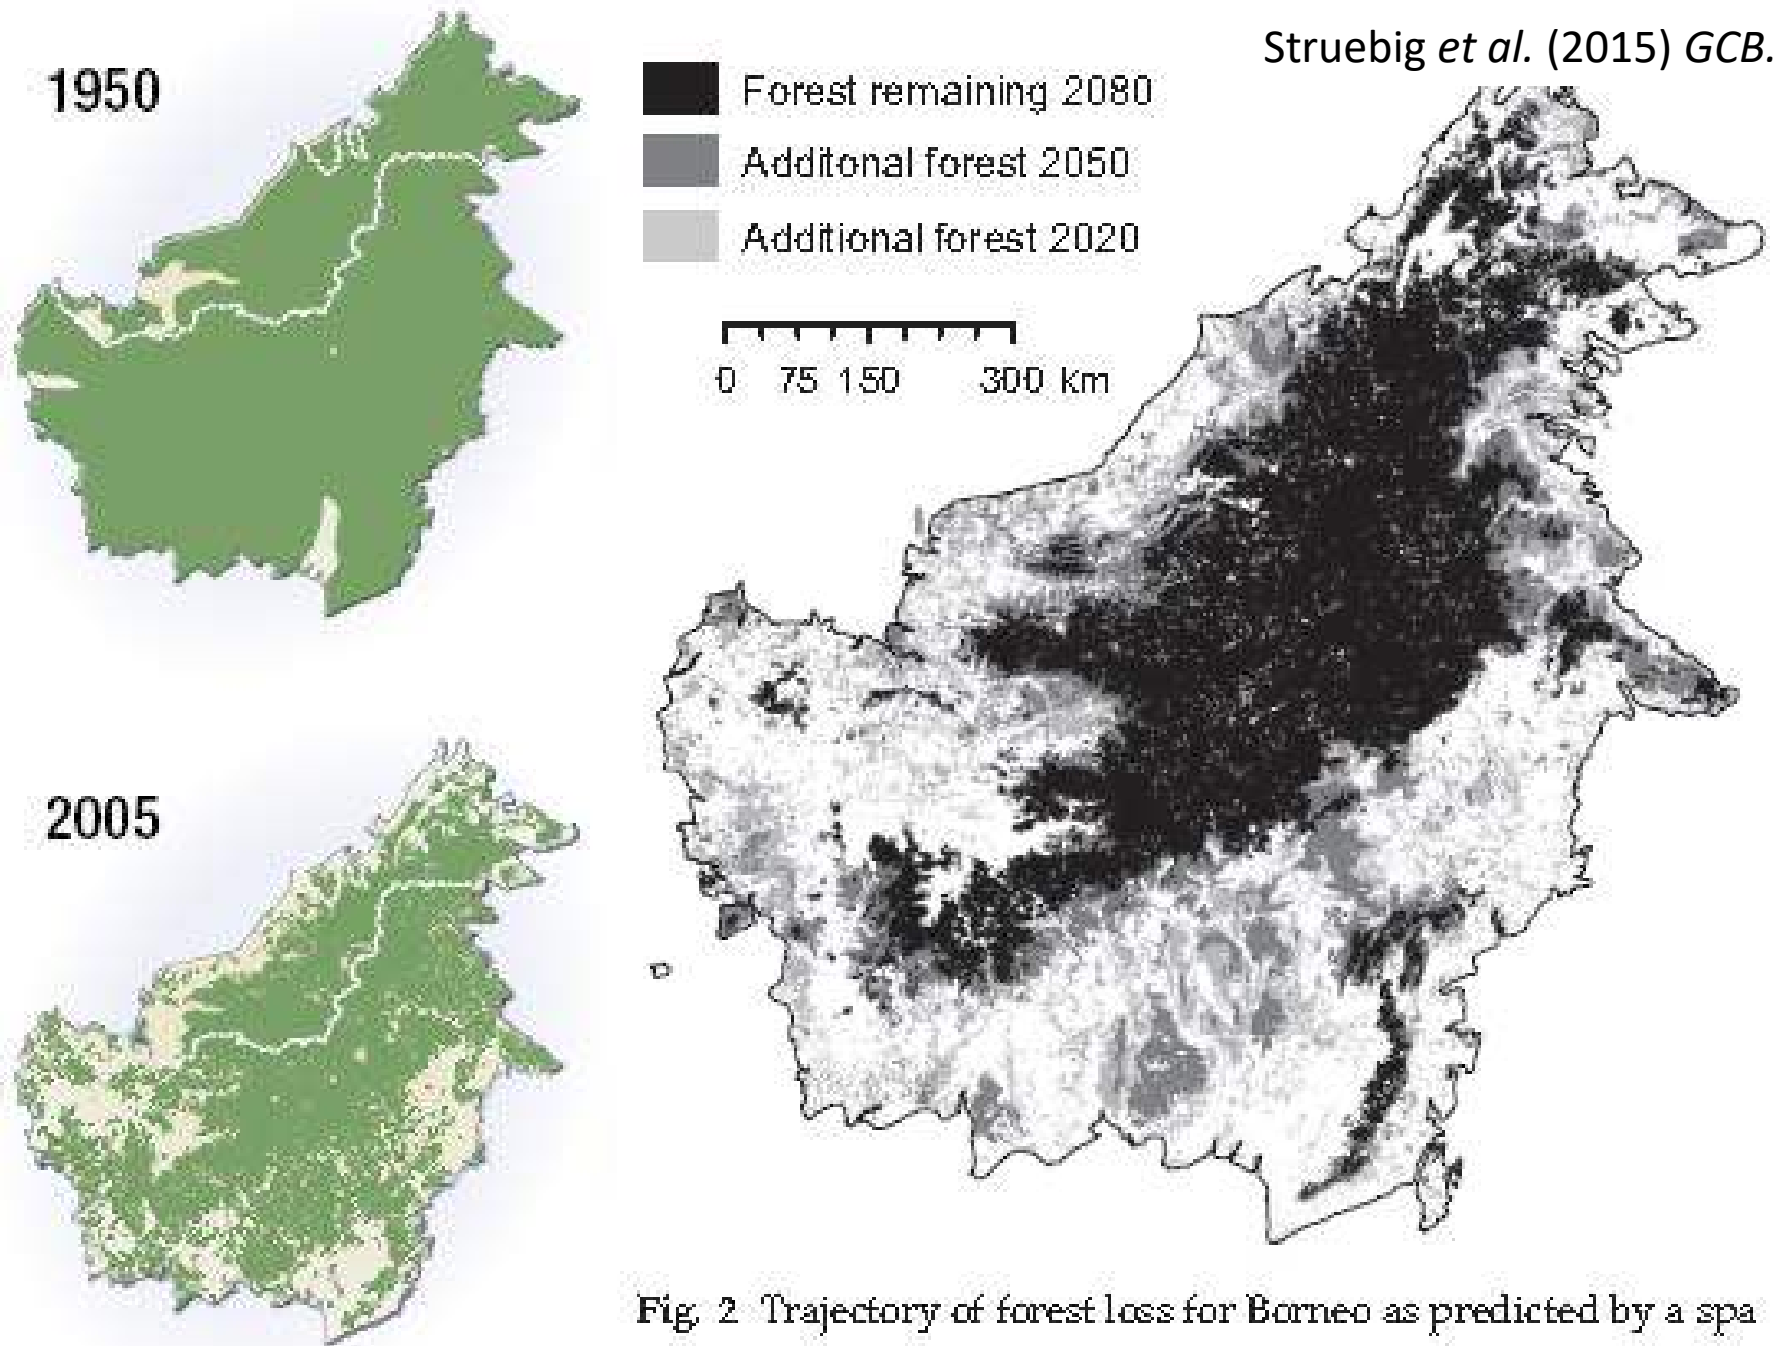 Struebig et al. (2015) GCB.
1950
Forest remaining 2080
Additonal forest 2050
Additional forest 2020
0 75 150 300 km
2005
Fig. 2 Trajectory of forest loss for Borneo as predicted by a spa